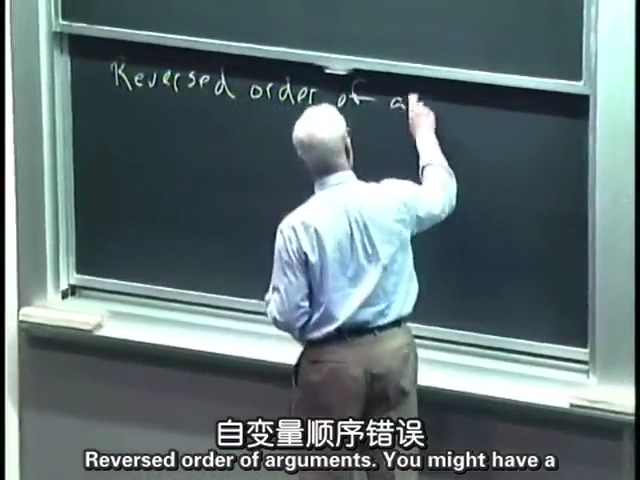 Reversed order of a
自变量顺序错误
Reversed order of arguments. You might have a